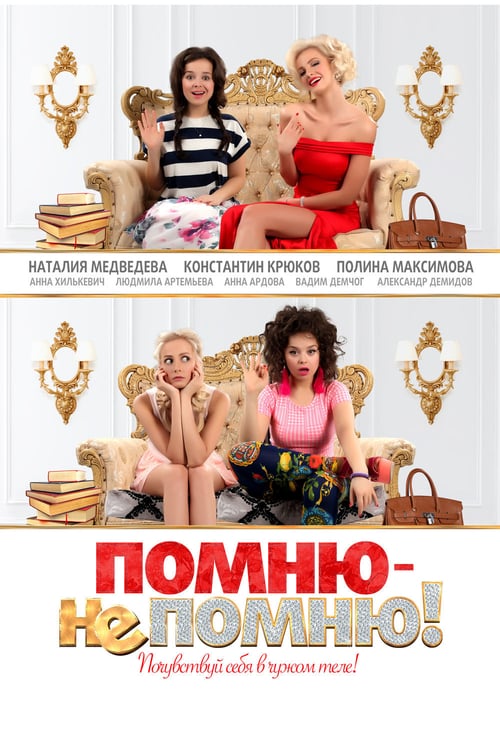 НАТАЛИЯ МЕДВЕДЕВА КОНСТАНТИН КРЮКОВ ПОЛИНА МАКСИМОВА
АННА ХИЛЬКЕВИЧ ЛЮДМИЛА АРТЕМЬЕВА АННА АРДОВА ВАДИМ ДЕМЧОГ АЛЕКСАНДР ДЕМИДОВ
ПОМНЮ-
не ПОМНЮ!
Почувствуй себя в чужом теле!